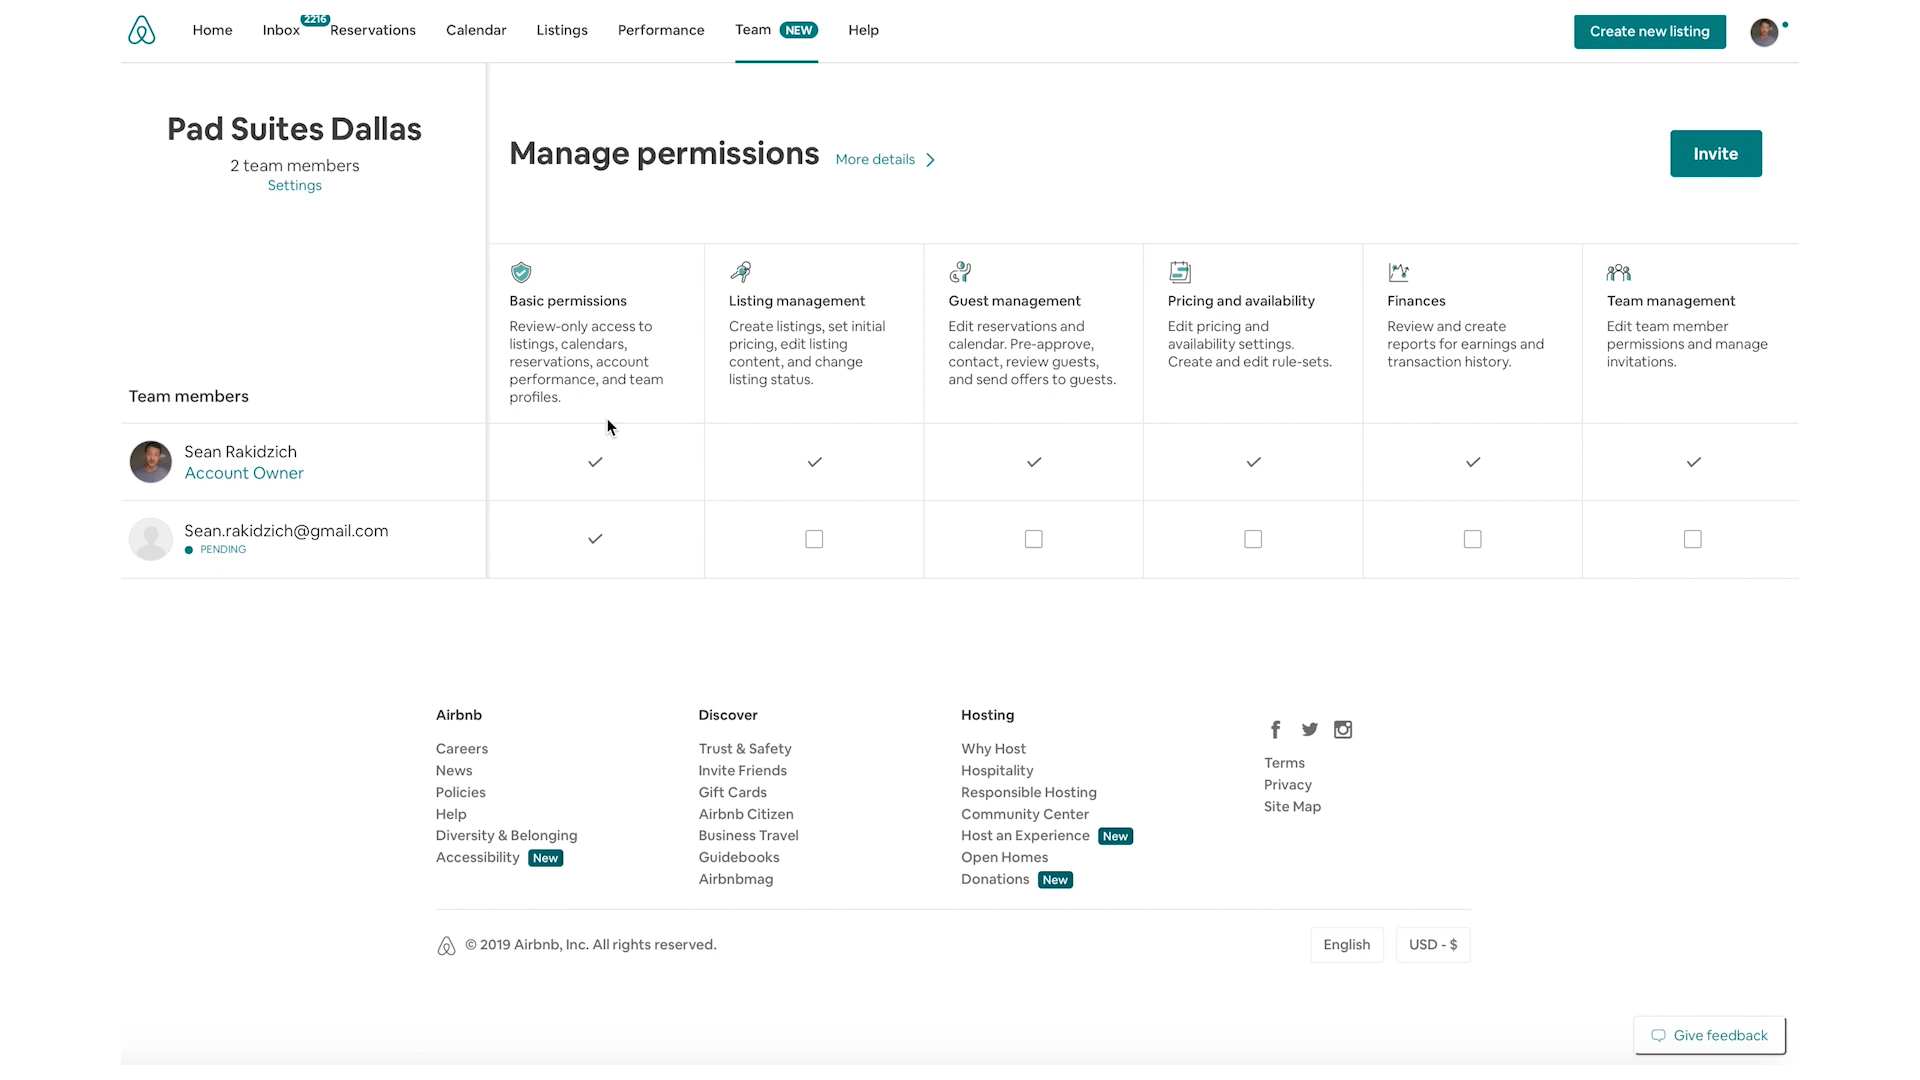 Home Inbox 2216 Reservations Calendar Listings Performance Team NEW Help
Create new listing
Pad Suites Dallas
2 team members
Settings
Manage permissions More details
Invite
Basic permissions
Review-only access to
listings, calendars,
reservations, account
performance, and team
profiles.
Listing management
Create listings, set initial
pricing, edit listing
content, and change
listing status.
Guest management
Edit reservations and
calendar. Pre-approve,
contact, review guests,
and send offers to guests.
Pricing and availability
Edit pricing and
availability settings.
Create and edit rule-sets.
Finances
Review and create
reports for earnings and
transaction history.
Team management
Edit team member
permissions and manage
invitations.
Team members
Sean Rakidzich
Account Owner
Sean.rakidzich@gmail.com
PENDING
Airbnb
Careers
News
Policies
Help
Diversity & Belonging
Accessibility New
Discover
Trust & Safety
Invite Friends
Gift Cards
Airbnb Citizen
Business Travel
Guidebooks
Airbnbmag
Hosting
Why Host
Hospitality
Responsible Hosting
Community Center
Host an Experience New
Open Homes
Donations New
Terms
Privacy
Site Map
© 2019 Airbnb, Inc. All rights reserved.
English
USD - $
Give feedback